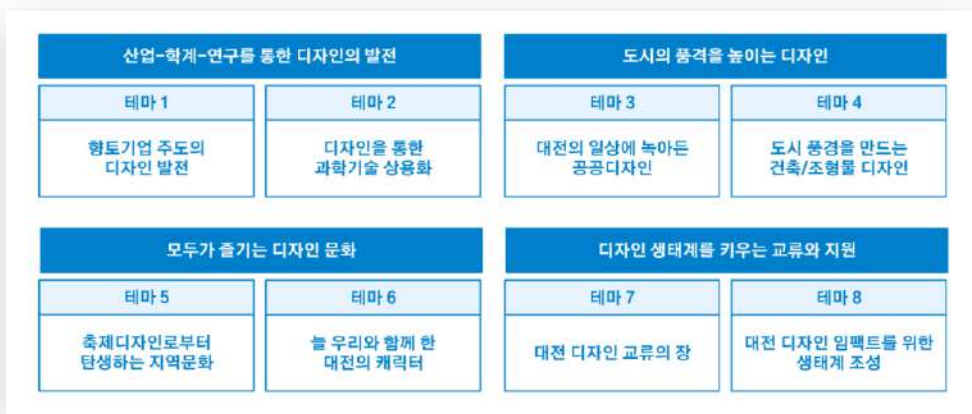 산업-학계-연구를 통한 디자인의 발전
테마 1
향토기업 주도의
디자인 발전
테마 2
디자인을 통한
과학기술 상용화
도시의 품격을 높이는 디자인
테마 3
대전의 일상에 녹아든
공공디자인
테마 4
도시 풍경을 만드는
건축/조형물 디자인
모두가 즐기는 디자인 문화
테마 5
축제디자인로부터
탄생하는 지역문화
테마 6
늘 우리와 함께 한
대전의 캐릭터
디자인 생태계를 키우는 교류와 지원
테마 7
대전 디자인 교류의 장
테마 8
대전 디자인 임팩트를 위한
생태계 조성